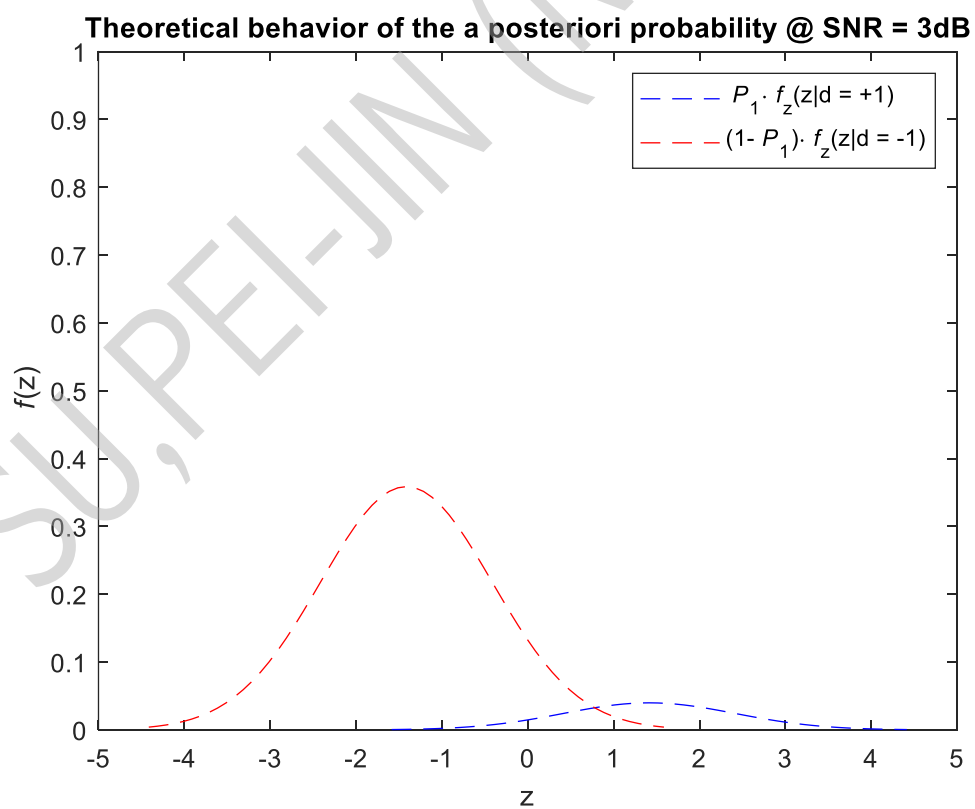 Theoretical behavior of the a posteriori probability @ SNR = 3dB
P1· fz(z|d = +1)
(1- P1)· fz(z|d = -1)
f(z)
1
0.9
0.8
0.7
0.6
0.5
0.4
0.3
0.2
0.1
0
-5 -4 -3 -2 -1 0 1 2 3 4 5
z
SU,PEI-JIN (